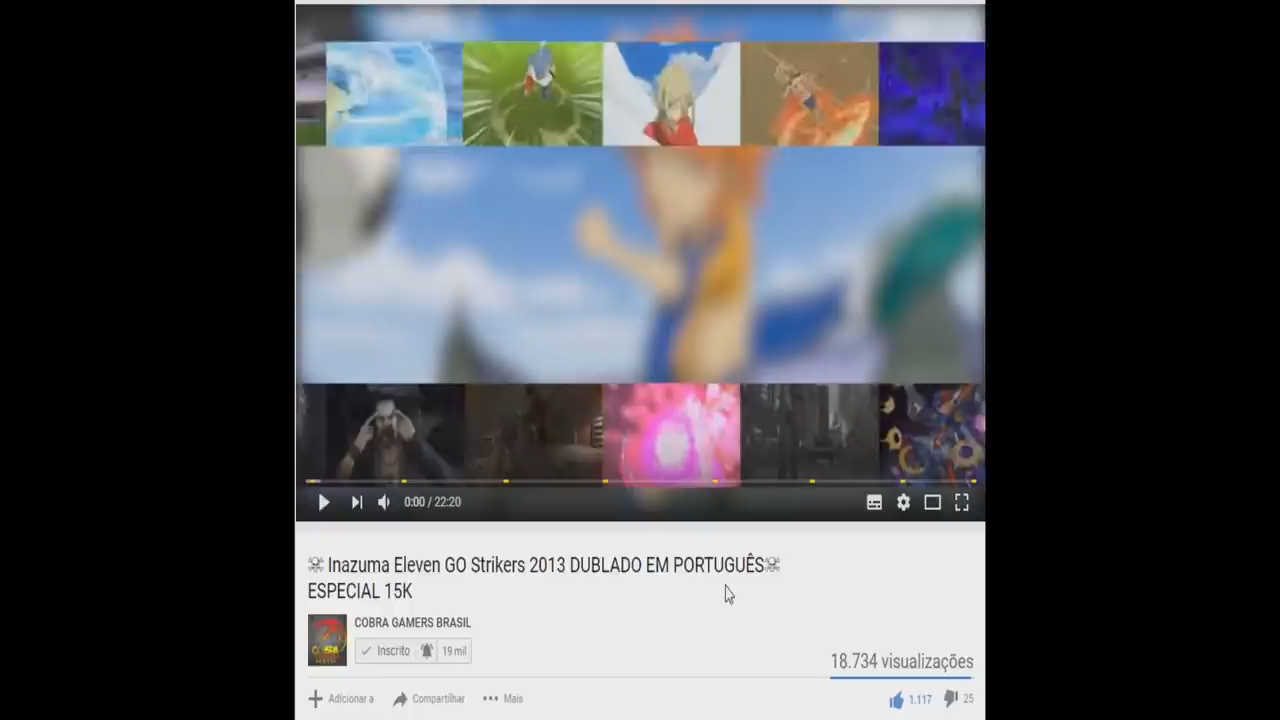 0:00 / 22:20
☠ Inazuma Eleven GO Strikers 2013 DUBLADO EM PORTUGUÊS☠
ESPECIAL 15K
COBRA GAMERS BRASIL
Inscrito 19 mil
18.734 visualizações
Adicionar a Compartilhar Mais 1.117 25